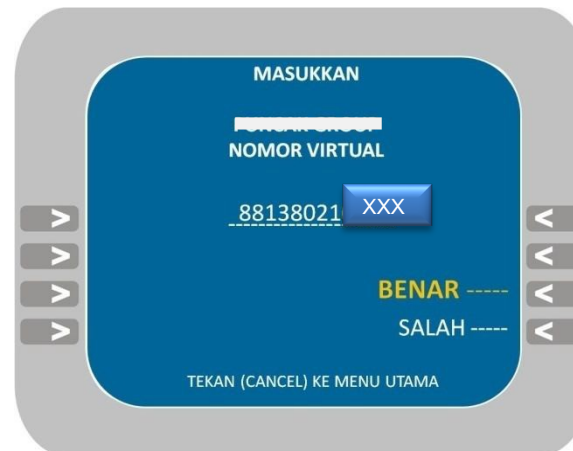 MASUKKAN
NOMOR VIRTUAL
88138021 XXX
>
<
>
<
BENAR -----
>
<
SALAH -----
>
<
TEKAN (CANCEL) KE MENU UTAMA